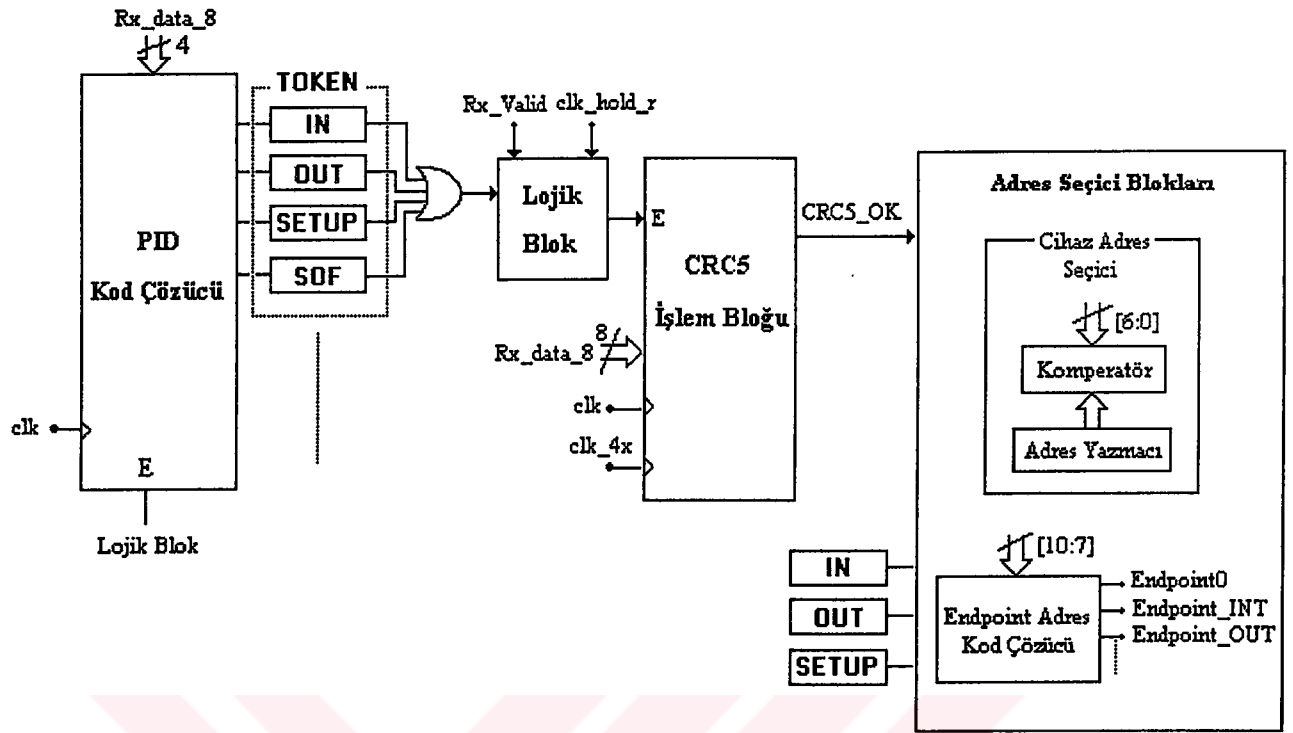 Rx_data_8
4
PID
Kod Çözücü
E
clk
Lojik Blok
TOKEN
IN
OUT
SETUP
SOF
Rx_Valid clk_hold_r
Lojik
Blok
E
CRC5
İşlem Bloğu
Rx_data_8
8
clk
clk_4x
CRC5_OK
Adres Seçici Blokları
Cihaz Adres
Seçici
[6:0]
Komperatör
Adres Yazmacı
[10:7]
IN
OUT
SETUP
Endpoint Adres
Kod Çözücü
Endpoint0
Endpoint_INT
Endpoint_OUT